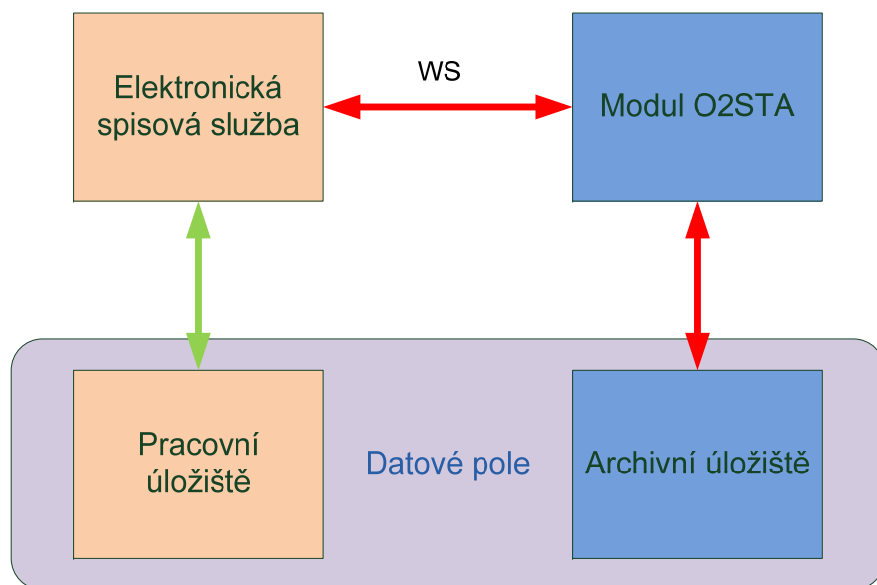 Elektronická
spisová služba
WS
Modul O2STA
Pracovní
úložiště
Datové pole
Archivní úložiště